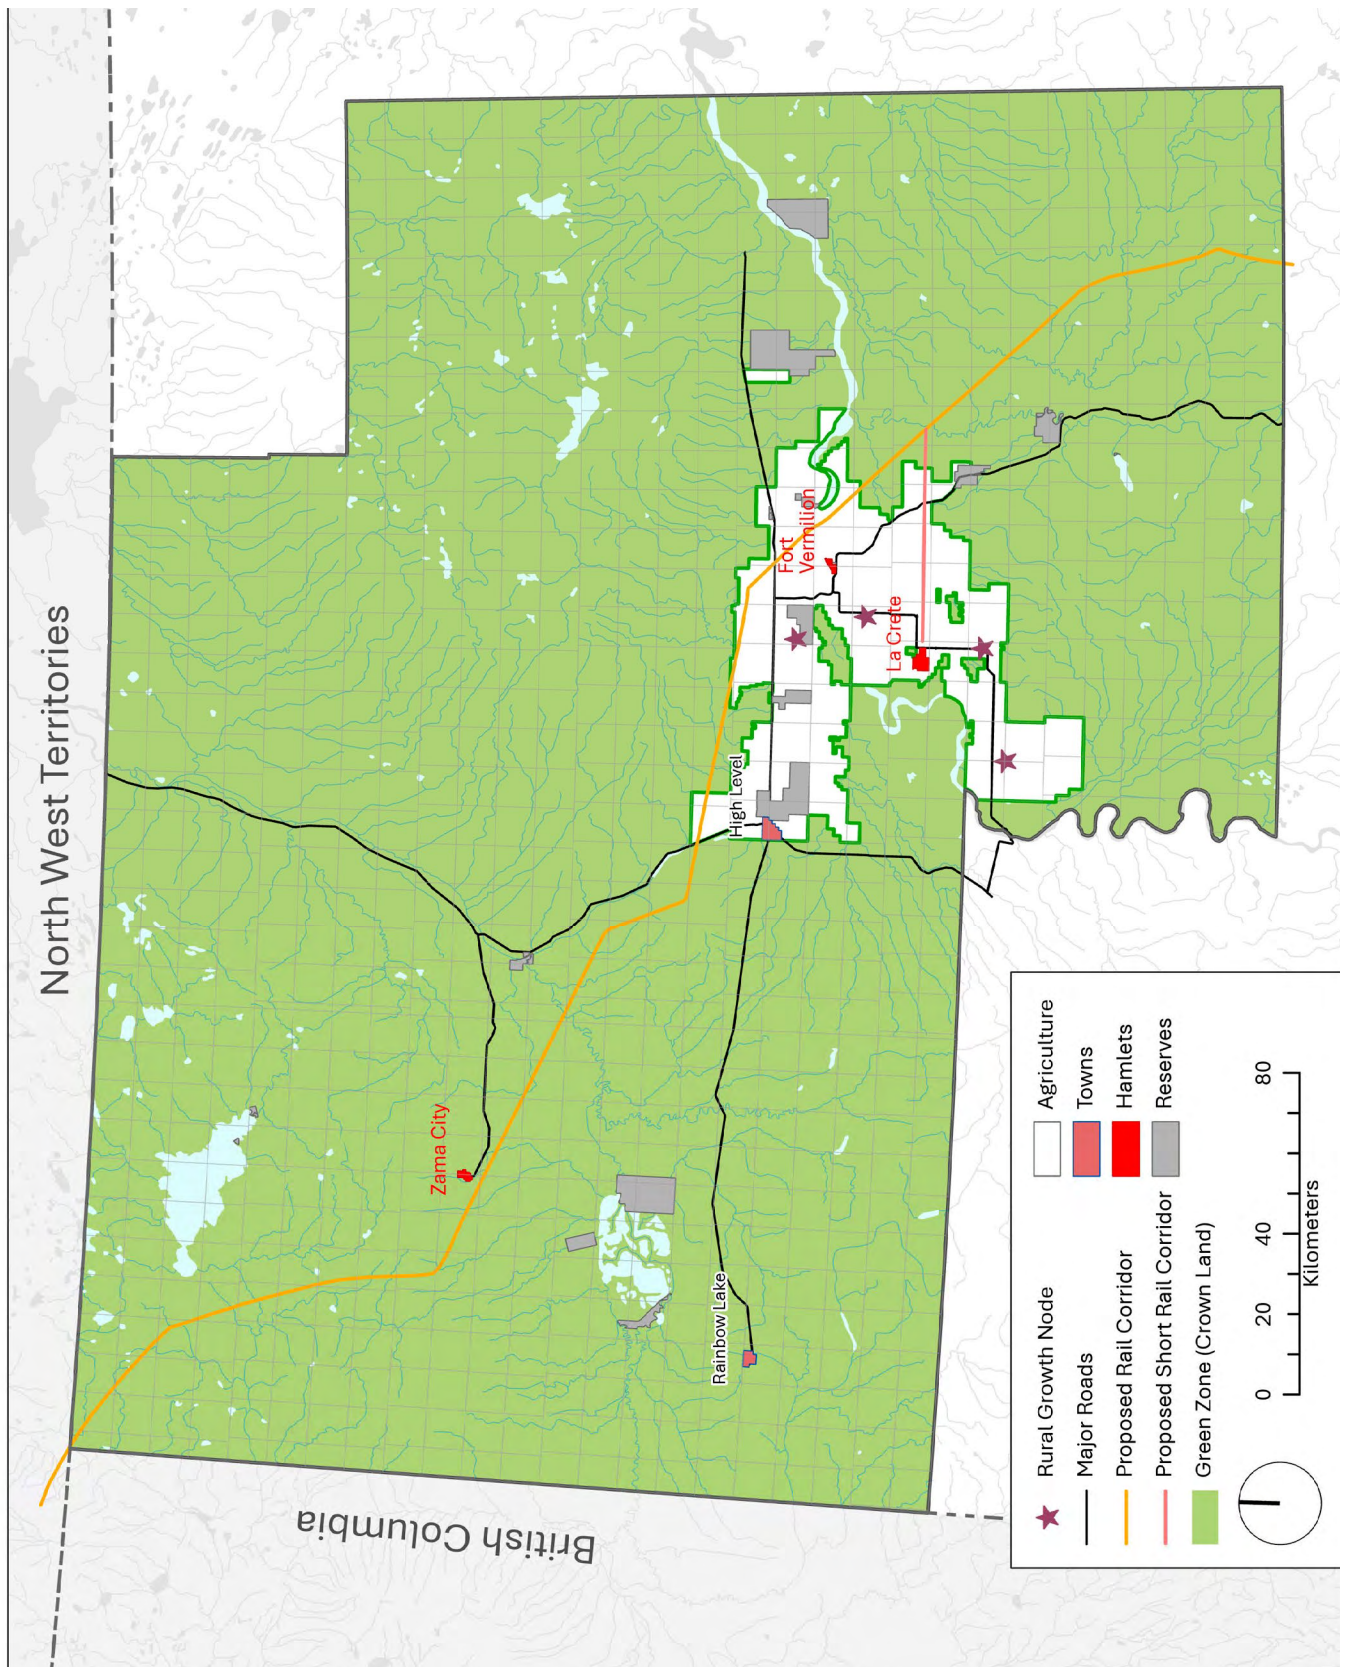 North West Territories
British Columbia
Zama City
Rainbow Lake
High Level
Fort
Vermilion
La Crete
Rural Growth Node
Major Roads
Proposed Rail Corridor
Proposed Short Rail Corridor
Green Zone (Crown Land)
Agriculture
Towns
Hamlets
Reserves
0 20 40 80
Kilometers